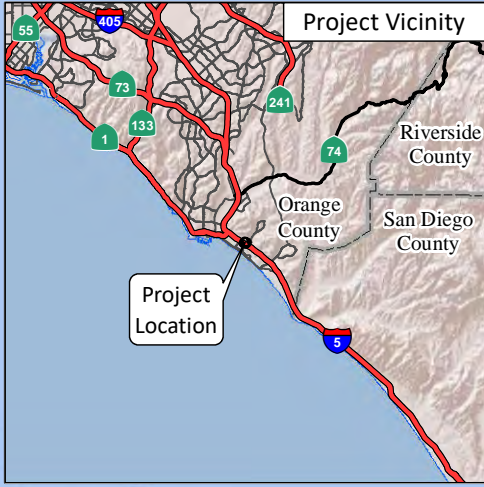 Project Vicinity
55
405
73
241
133
1
74
Riverside
County
Orange
County
San Diego
County
Project
Location
5